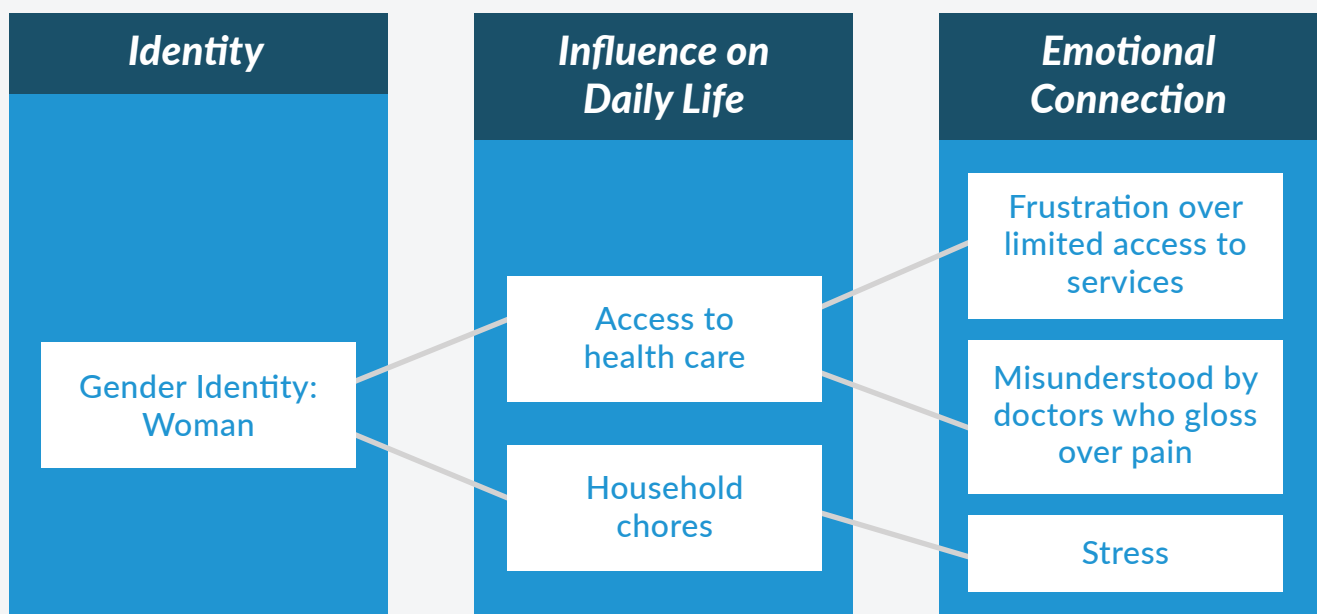 Identity
Gender Identity:
Woman
Influence on
Daily Life
Access to
health care
Household
chores
Emotional
Connection
Frustration over
limited access to
services
Misunderstood by
doctors who gloss
over pain
Stress